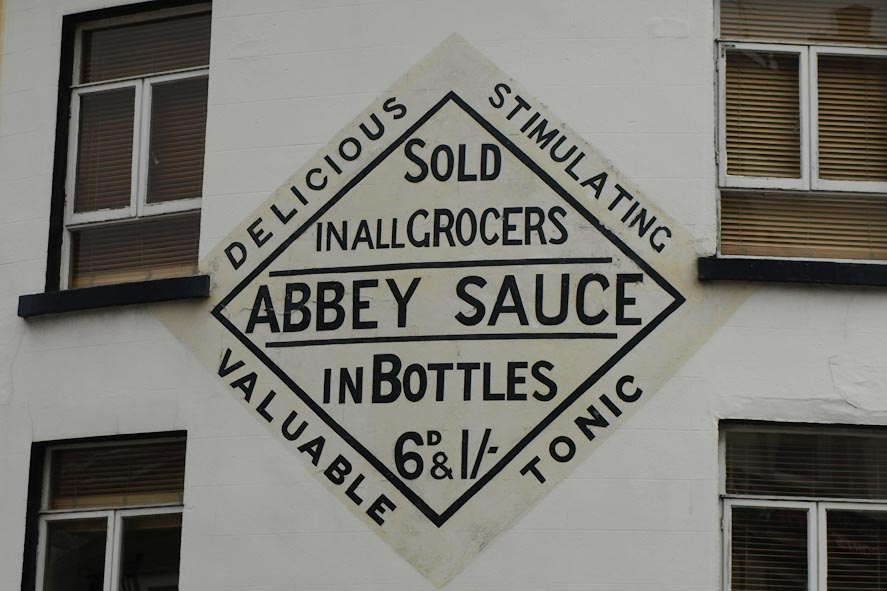 DELICIOUS
STIMULATING
SOLD
IN ALL GROCERS
ABBEY SAUCE
IN BOTTLES
6D & 1/-
VALUABLE
TONIC